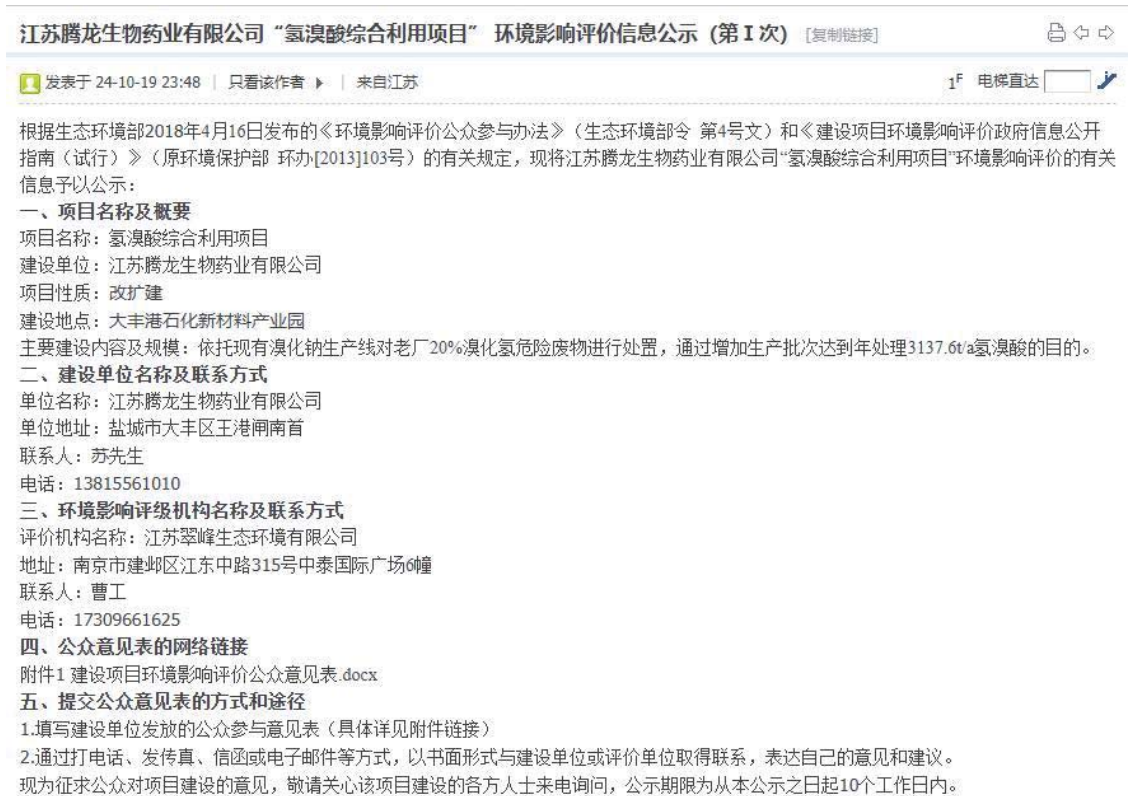 江苏腾龙生物药业有限公司“氢溴酸综合利用项目” 环境影响评价信息公示（第 I 次） [复制链接]
发表于 24-10-19 23:48 | 只看该作者 | 来自江苏 1F 电梯直达
根据生态环境部2018年4月16日发布的《环境影响评价公众参与办法》（生态环境部令 第4号文）和《建设项目环境影响评价政府信息公开
指南（试行）》（原环境保护部 环办[2013]103号）的有关规定，现将江苏腾龙生物药业有限公司“氢溴酸综合利用项目”环境影响评价的有关
信息予以公示：
一、项目名称及概要
项目名称：氢溴酸综合利用项目
建设单位：江苏腾龙生物药业有限公司
项目性质：改扩建
建设地点：大丰港石化新材料产业园
主要建设内容及规模：依托现有溴化钠生产线对老厂20%溴化氢危险废物进行处置，通过增加生产批次达到年处理3137.6t/a氢溴酸的目的。
二、建设单位名称及联系方式
单位名称：江苏腾龙生物药业有限公司
单位地址：盐城市大丰区王港闸南首
联系人：苏先生
电话：13815561010
三、环境影响评级机构名称及联系方式
评价机构名称：江苏翠峰生态环境有限公司
地址：南京市建邺区江东中路315号中泰国际广场6幢
联系人：曹工
电话：17309661625
四、公众意见表的网络链接
附件1 建设项目环境影响评价公众意见表.docx
五、提交公众意见表的方式和途径
1.填写建设单位发放的公众参与意见表（具体详见附件链接）
2.通过打电话、发传真、信函或电子邮件等方式，以书面形式与建设单位或评价单位取得联系，表达自己的意见和建议。
现为征求公众对项目建设的意见，敬请关心该项目建设的各方人士来电询问，公示期限为从本公示之日起10个工作日内。